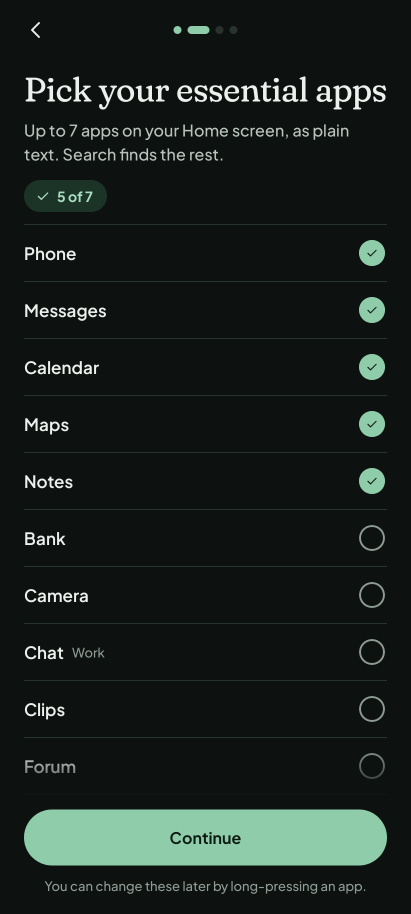 Pick your essential apps
Up to 7 apps on your Home screen, as plain
text. Search finds the rest.
5 of 7
Phone
Messages
Calendar
Maps
Notes
Bank
Camera
Chat Work
Clips
Forum
Continue
You can change these later by long-pressing an app.